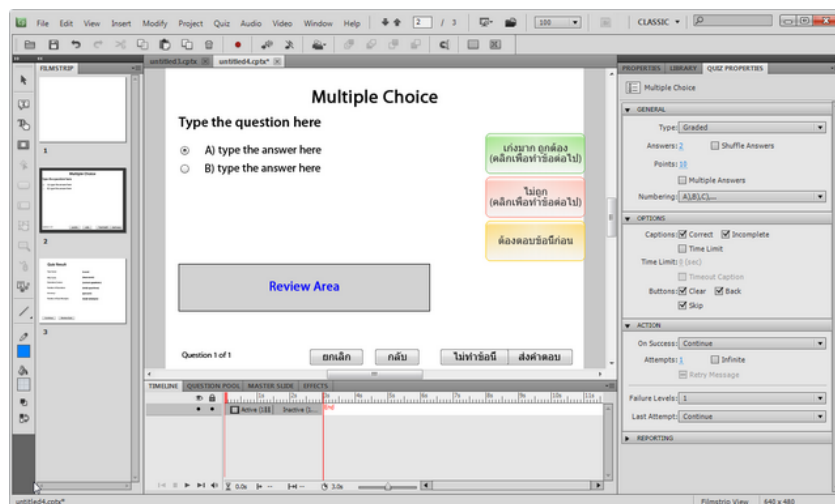 File Edit View Insert Modify Project Quiz Audio Video Window Help 2 / 3 100 CLASSIC
untitled3.cptx untitled4.cptx*
FILMSTRIP
1
2
3
Multiple Choice
Type the question here
A) type the answer here
B) type the answer here
เก่งมาก ถูกต้อง
(คลิกเพื่อทำข้อต่อไป)
ไม่ถูก
(คลิกเพื่อทำข้อต่อไป)
ต้องตอบข้อนี้ก่อน
Review Area
Question 1 of 1 ยกเลิก กลับ ไม่ทำข้อนี้ ส่งคำตอบ
TIMELINE QUESTION POOL MASTER SLIDE EFFECTS
PROPERTIES LIBRARY QUIZ PROPERTIES
Multiple Choice
GENERAL
Type: Graded
Answers: 2 Shuffle Answers
Points: 10
Multiple Answers
Numbering: A),B),C),...
OPTIONS
Captions: Correct Incomplete
Time Limit
Time Limit: 0 (sec)
Timeout Caption
Buttons: Clear Back
Skip
ACTION
On Success: Continue
Attempts: 1 Infinite
Retry Message
Failure Levels: 1
Last Attempt: Continue
REPORTING
0.0s 3.0s
untitled4.cptx* Filmstrip View 640 x 480